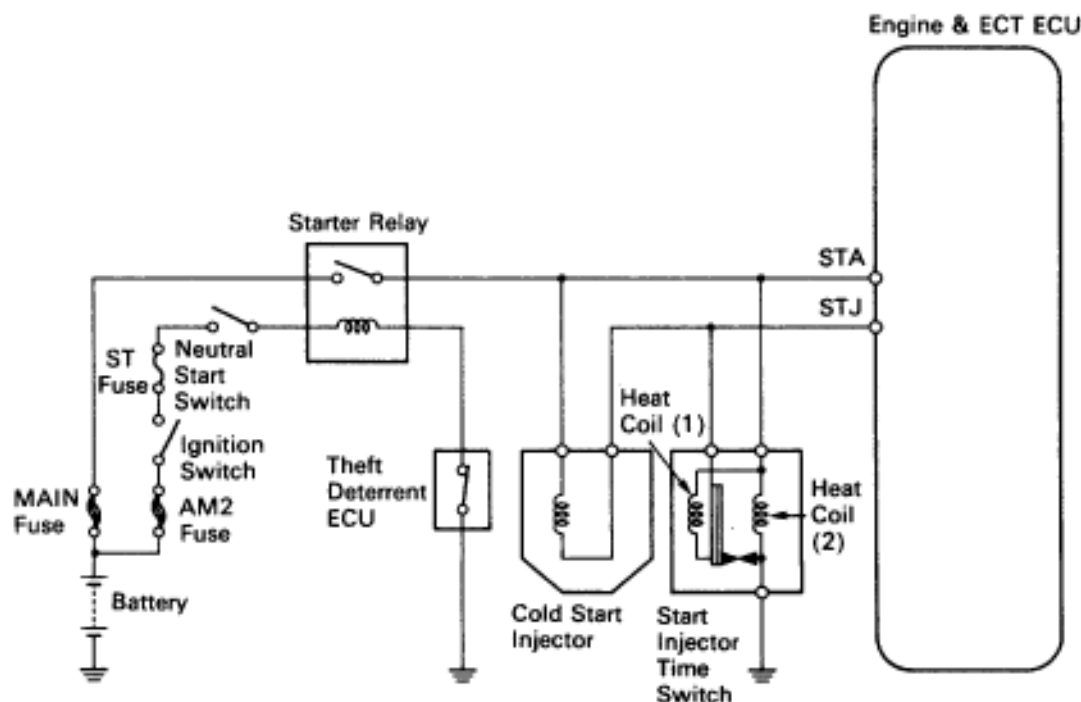 Engine & ECT ECU
Starter Relay
STA
STJ
ST
Fuse
Neutral
Start
Switch
Heat
Coil (1)
Ignition
Switch
Theft
Deterrent
ECU
Heat
Coil
(2)
MAIN
Fuse
AM2
Fuse
Battery
Cold Start
Injector
Start
Injector
Time
Switch